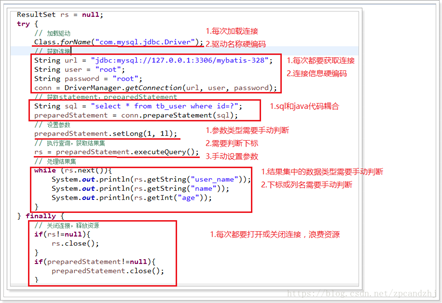 ResultSet rs = null;
try {
// 加载驱动
Class.forName("com.mysql.jdbc.Driver");
1.每次加载连接
2.驱动名称硬编码
// 获取连接
String url = "jdbc:mysql://127.0.0.1:3306/mybatis-328";
String user = "root";
String password = "root";
conn = DriverManager.getConnection(url, user, password);
1.每次都要获取连接
2.连接信息硬编码
// 获取statement，preparedStatement
String sql = "select * from tb_user where id=?";
preparedStatement = conn.prepareStatement(sql);
1.sql和java代码耦合
// 设置参数
preparedStatement.setLong(1, 1l);
// 执行查询，获取结果集
rs = preparedStatement.executeQuery();
1.参数类型需要手动判断
2.需要判断下标
3.手动设置参数
// 处理结果集
while (rs.next()){
System.out.println(rs.getString("user_name"));
System.out.println(rs.getString("name"));
System.out.println(rs.getInt("age"));
}
1.结果集中的数据类型需要手动判断
2.下标或列名需要手动判断
} finally {
// 关闭连接，释放资源
if(rs!=null){
rs.close();
}
if(preparedStatement!=null){
preparedStatement.close();
}
1.每次都要打开或关闭连接，浪费资源